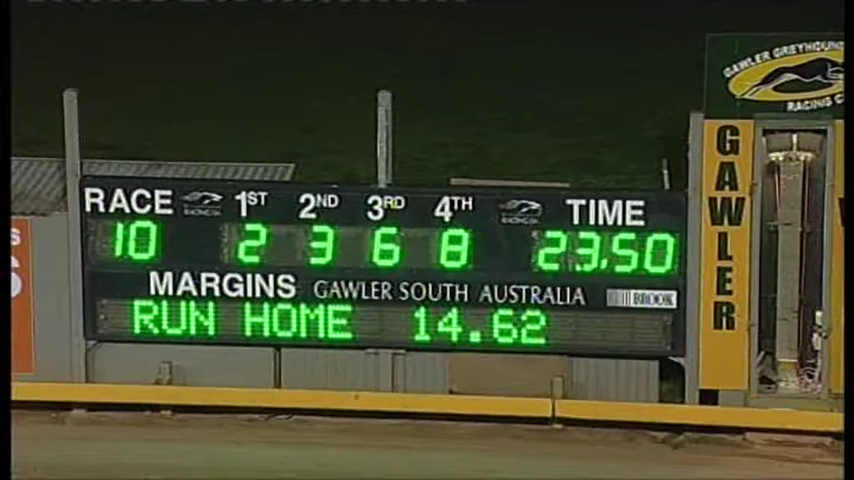 GAWLER GREYHOUND
RACING C
RACE 1ST 2ND 3RD 4TH TIME
10 2 3 6 8 23.50
MARGINS GAWLER SOUTH AUSTRALIA BROOK
RUN HOME 14.62
GAWLER
S
S